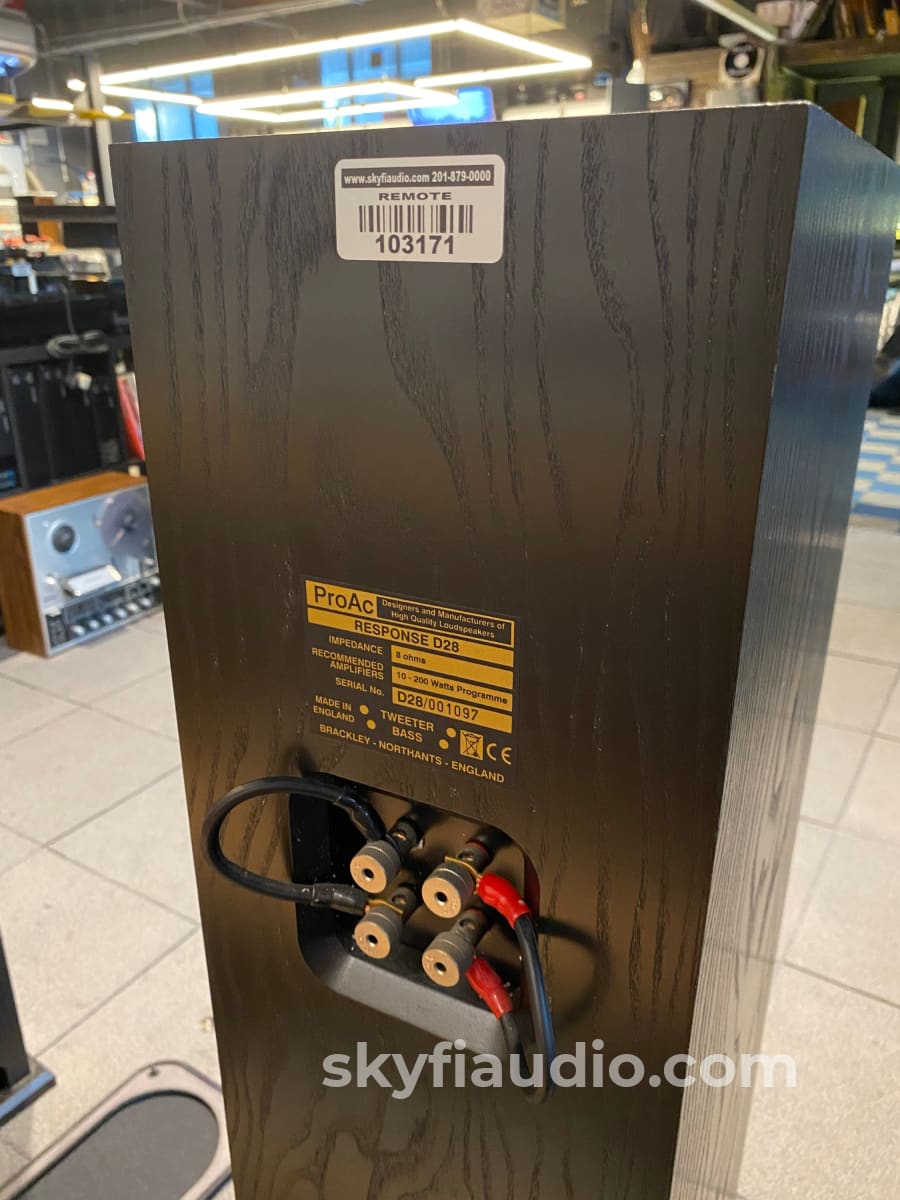 www.skyfiaudio.com 201-879-0000
REMOTE
103171
ProAc
Designers and Manufacturers of
High Quality Loudspeakers
RESPONSE D28
IMPEDANCE
8 ohms
RECOMMENDED
AMPLIFIERS
10 - 200 Watts Programme
SERIAL No.
D28/001097
MADE IN
ENGLAND
TWEETER
BASS
CE
BRACKLEY - NORTHANTS - ENGLAND
skyfiaudio.com